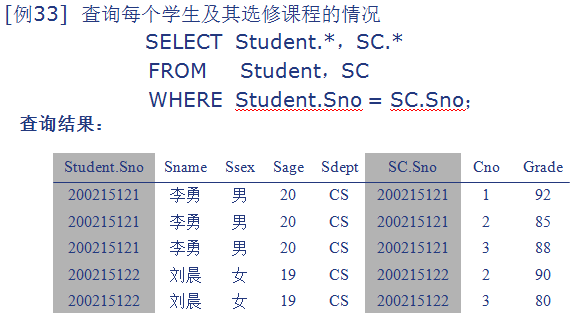 [例33] 查询每个学生及其选修课程的情况
SELECT Student.*，SC.*
FROM Student，SC
WHERE Student.Sno = SC.Sno；
查询结果：
Student.Sno Sname Ssex Sage Sdept SC.Sno Cno Grade
200215121 李勇 男 20 CS 200215121 1 92
200215121 李勇 男 20 CS 200215121 2 85
200215121 李勇 男 20 CS 200215121 3 88
200215122 刘晨 女 19 CS 200215122 2 90
200215122 刘晨 女 19 CS 200215122 3 80